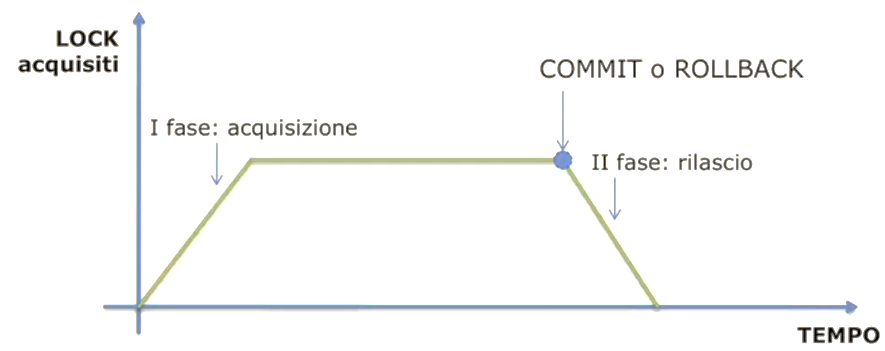 LOCK
acquisiti
COMMIT o ROLLBACK
I fase: acquisizione
II fase: rilascio
TEMPO